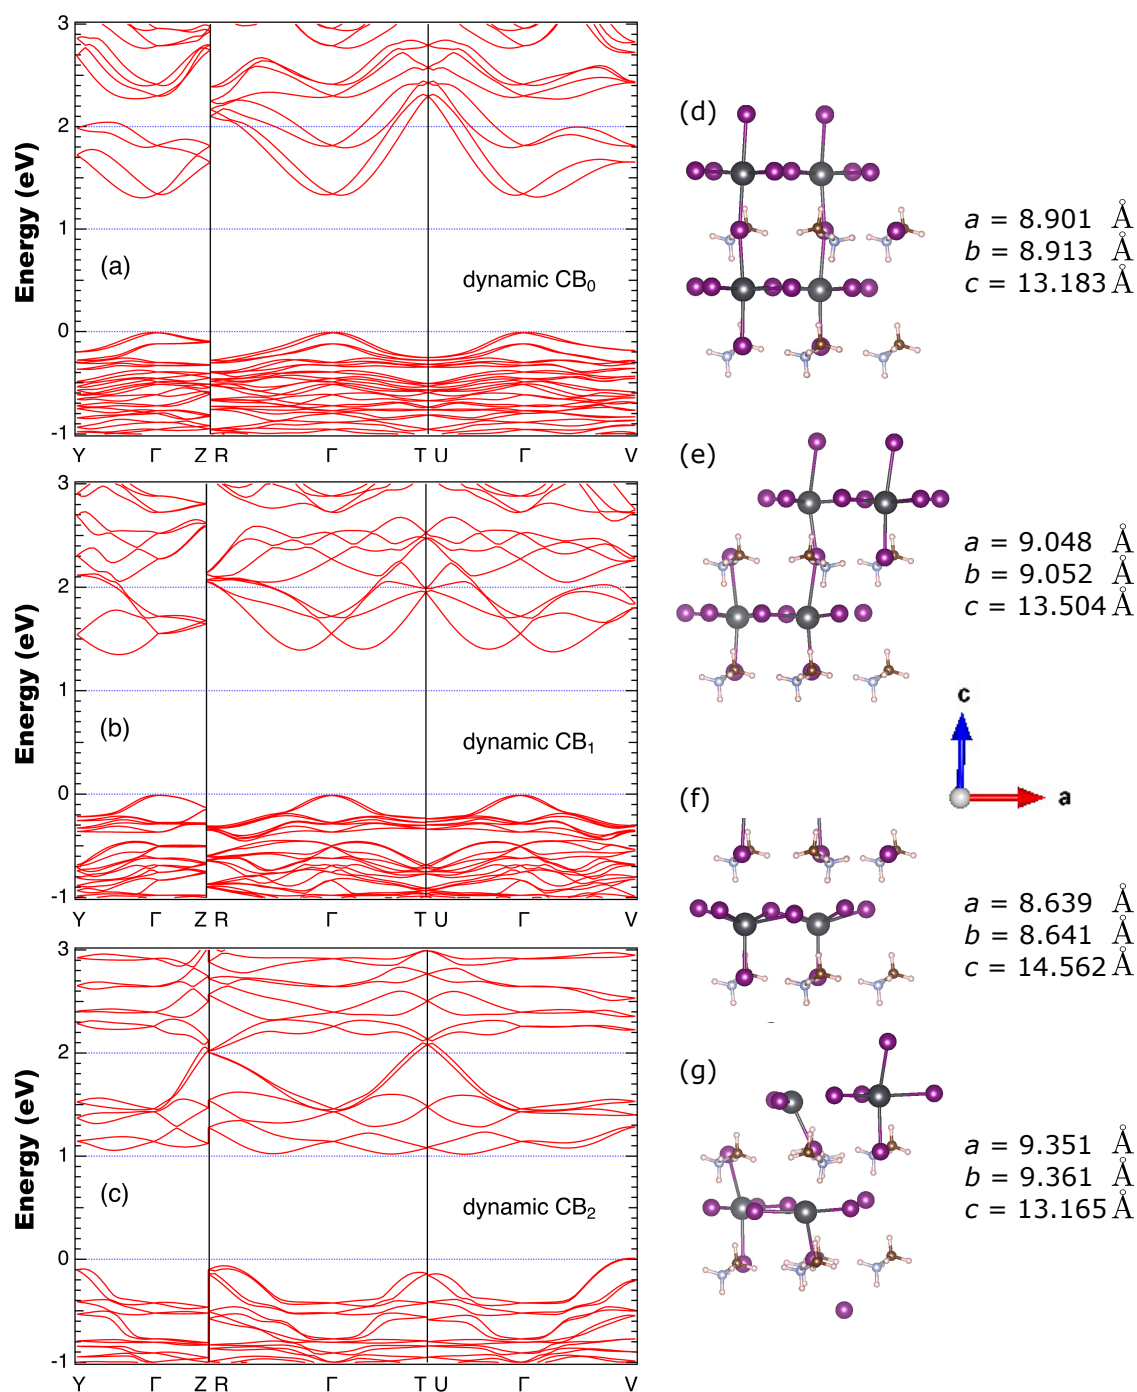 3
2
1
0
-1
Energy (eV)
(a)
dynamic CB₀
Y Γ Z R Γ T U Γ V
(d)
a = 8.901 Å
b = 8.913 Å
c = 13.183 Å
3
2
1
0
-1
Energy (eV)
(b)
dynamic CB₁
Y Γ Z R Γ T U Γ V
(e)
a = 9.048 Å
b = 9.052 Å
c = 13.504 Å
c
a
(f)
a = 8.639 Å
b = 8.641 Å
c = 14.562 Å
3
2
1
0
-1
Energy (eV)
(c)
dynamic CB₂
Y Γ Z R Γ T U Γ V
(g)
a = 9.351 Å
b = 9.361 Å
c = 13.165 Å